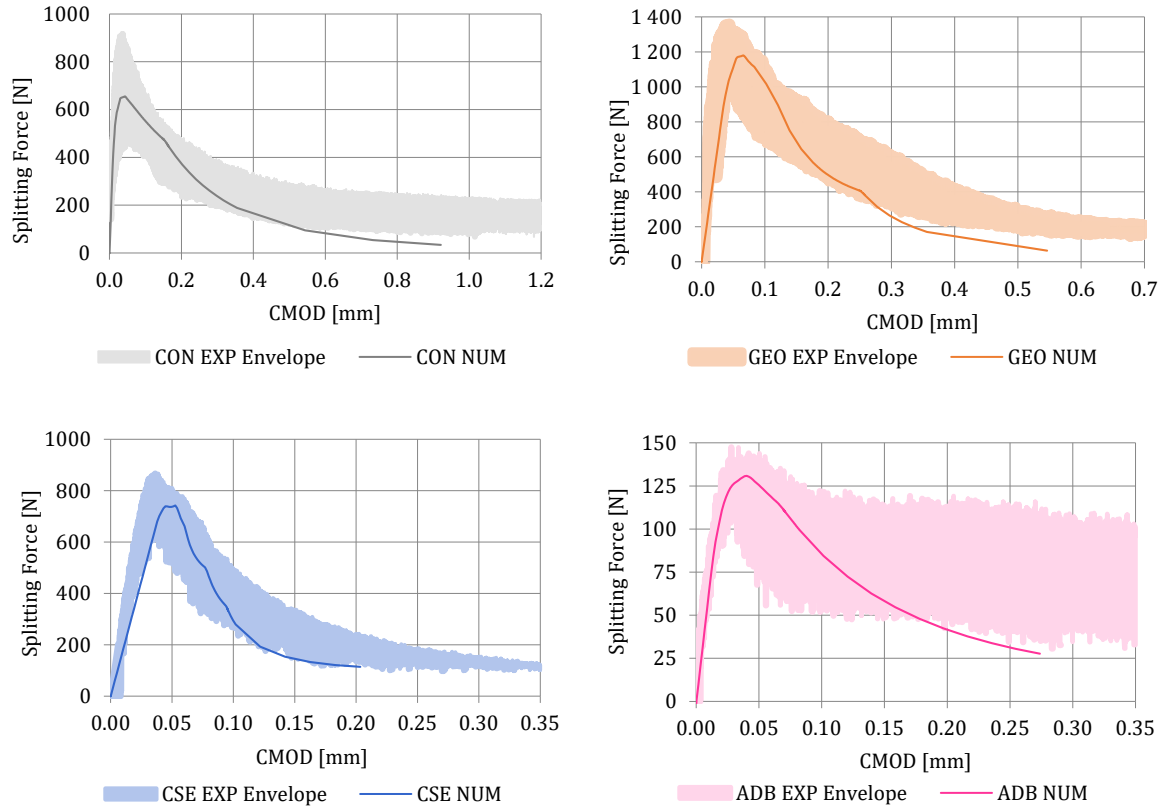 1000
800
600
400
200
0
Splitting Force [N]
0.0 0.2 0.4 0.6 0.8 1.0 1.2
CMOD [mm]
CON EXP Envelope CON NUM
1 400
1 200
1 000
800
600
400
200
0
Splitting Force [N]
0.0 0.1 0.2 0.3 0.4 0.5 0.6 0.7
CMOD [mm]
GEO EXP Envelope GEO NUM
1000
800
600
400
200
0
Splitting Force [N]
0.00 0.05 0.10 0.15 0.20 0.25 0.30 0.35
CMOD [mm]
CSE EXP Envelope CSE NUM
150
125
100
75
50
25
0
Splitting Force [N]
0.00 0.05 0.10 0.15 0.20 0.25 0.30 0.35
CMOD [mm]
ADB EXP Envelope ADB NUM